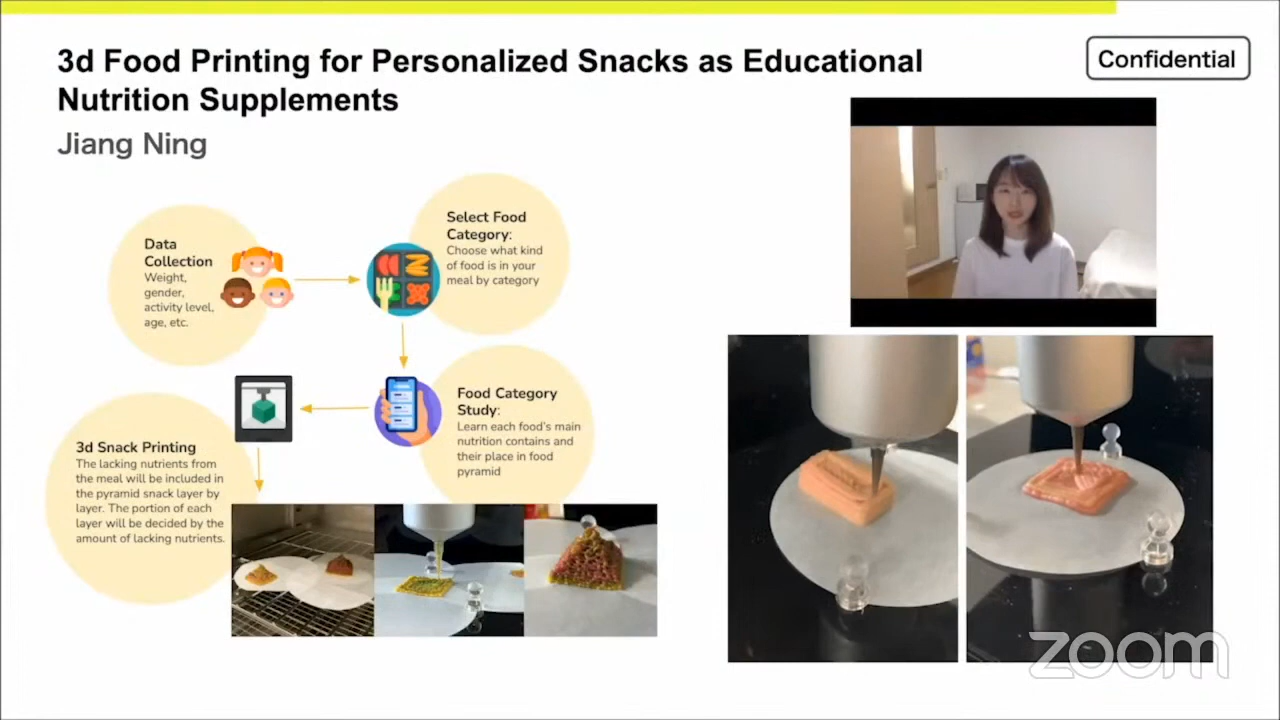 3d Food Printing for Personalized Snacks as Educational
Nutrition Supplements
Jiang Ning
Confidential
Data
Collection
Weight,
gender,
activity level,
age, etc.
Select Food
Category:
Choose what kind
of food is in your
meal by category
Food Category
Study:
Learn each food's main
nutrition contains and
their place in food
pyramid
3d Snack Printing
The lacking nutrients from
the meal will be included in
the pyramid snack layer by
layer. The portion of each
layer will be decided by the
amount of lacking nutrients.
zoom